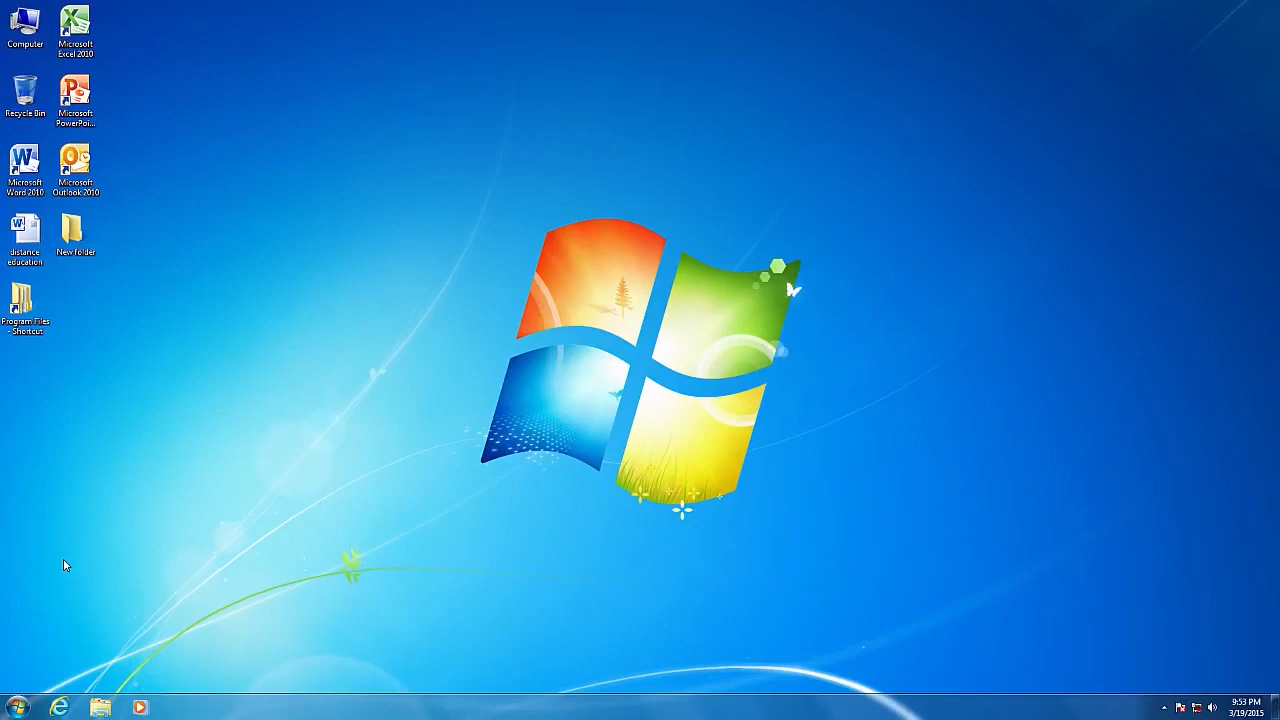 Computer
Microsoft
Excel 2010
Recycle Bin
Microsoft
PowerPoi...
Microsoft
Word 2010
Microsoft
Outlook 2010
distance
education
New folder
Program Files
- Shortcut
9:53 PM
3/19/2015